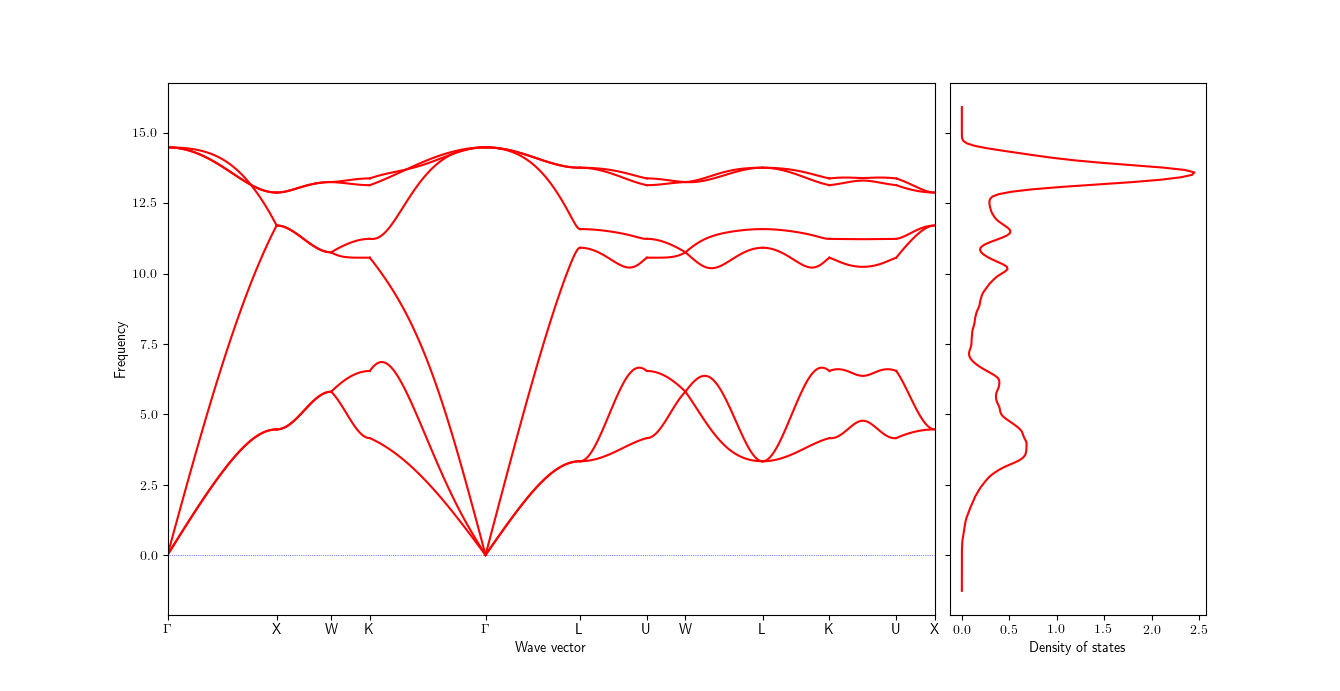 15.0
12.5
10.0
7.5
5.0
2.5
0.0
Frequency
Γ X W K Γ L U W L K U X
Wave vector
0.0 0.5 1.0 1.5 2.0 2.5
Density of states